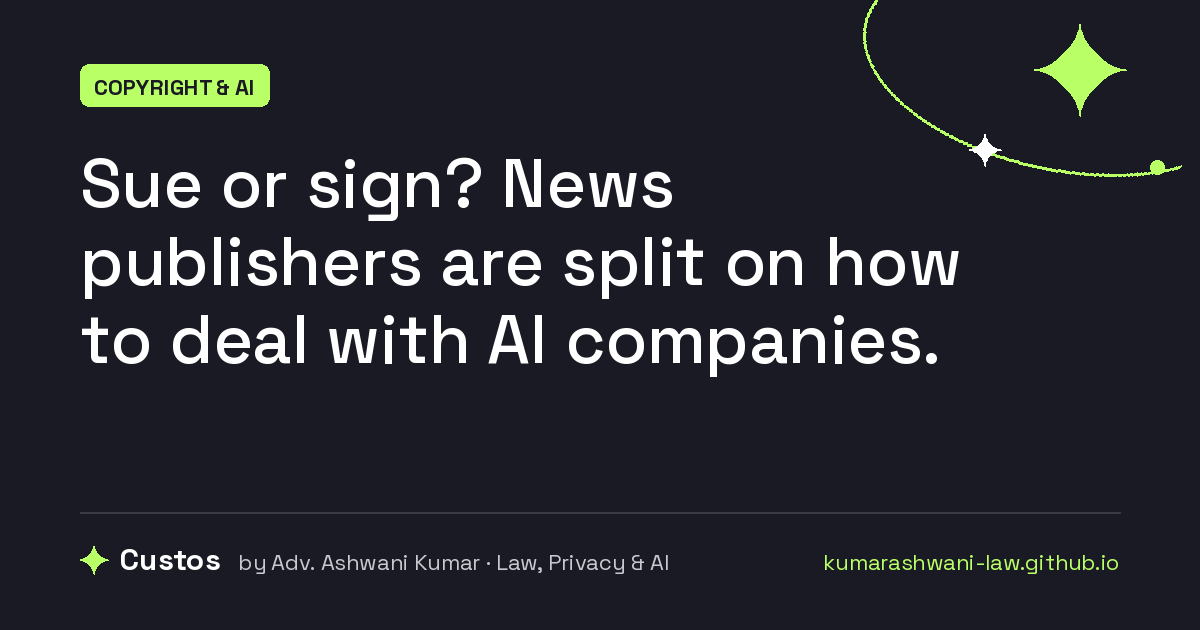 COPYRIGHT & AI
Sue or sign? News
publishers are split on how
to deal with AI companies.
Custos by Adv. Ashwani Kumar · Law, Privacy & AI
kumarashwani-law.github.io